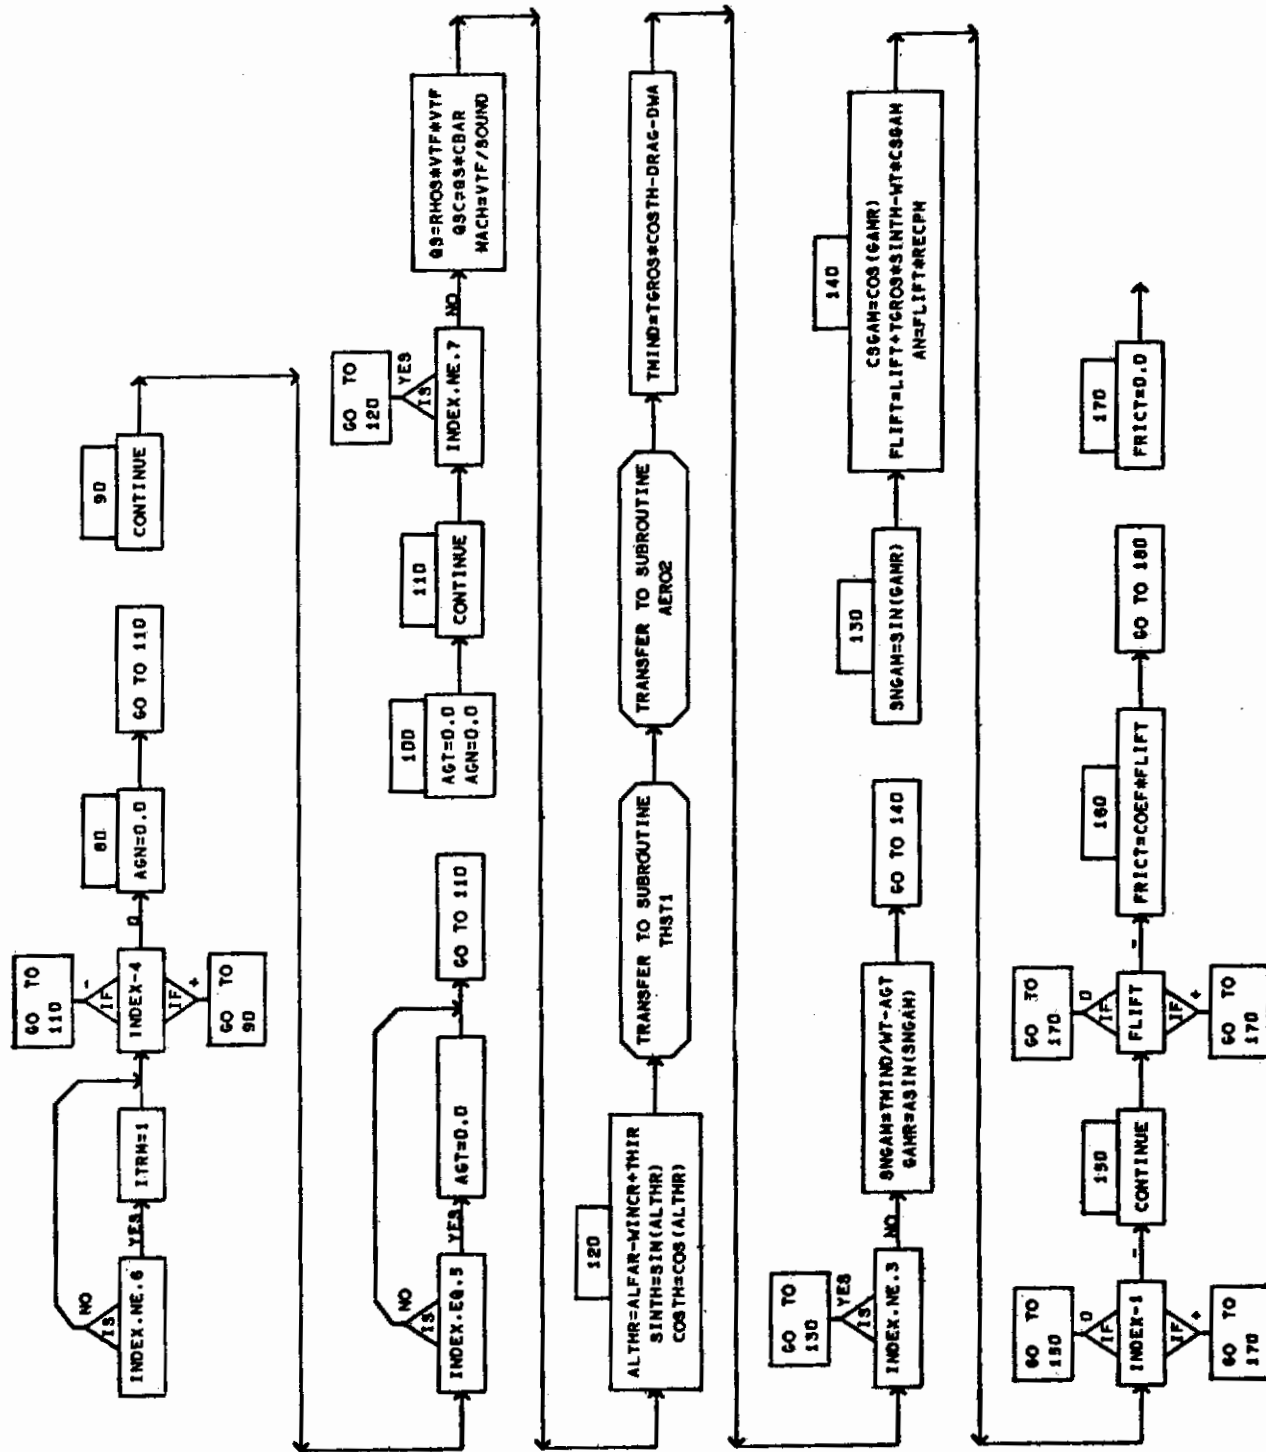 INDEX.NE.6
IS
NO
YES
ITRM=1
GO TO
110
-
IF
INDEX-4
IF
+
GO TO
90
0
80
AGN=0.0
GO TO 110
90
CONTINUE
INDEX.EQ.5
IS
NO
YES
AGT=0.0
GO TO 110
100
AGT=0.0
AGN=0.0
110
CONTINUE
GO TO
120
YES
IS
INDEX.NE.7
NO
QS=RHOS*VTF*VTF
QSC=QS*CBAR
MACH=VTF/SOUND
120
ALTHR=ALFAR-WINCR+THIR
SINTH=SIN(ALTHR)
COSTH=COS(ALTHR)
TRANSFER TO SUBROUTINE
THST1
TRANSFER TO SUBROUTINE
AERO2
TMIND=TGROS*COSTH-DRAG-DWA
GO TO
130
YES
IS
INDEX.NE.3
NO
SNGAM=TMIND/WT-AGT
GAMR=ASIN(SNGAM)
GO TO 140
130
SNGAM=SIN(GAMR)
140
CSGAM=COS(GAMR)
FLIFT=LIFT+TGROS*SINTH-WT*CSGAM
AN=FLIFT*RECPM
GO TO
150
0
IF
INDEX-1
IF
+
GO TO
170
-
150
CONTINUE
GO TO
170
0
IF
FLIFT
IF
+
GO TO
170
-
160
FRICT=COEF*FLIFT
GO TO 180
170
FRICT=0.0